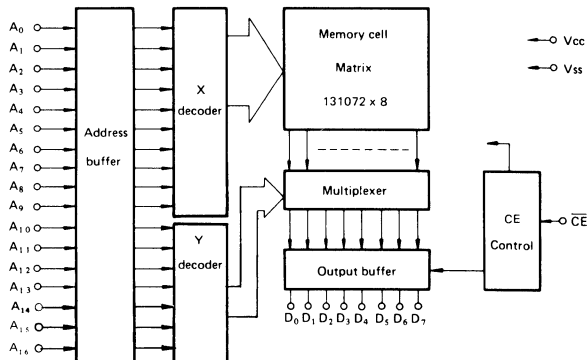 A0
A1
A2
A3
A4
A5
A6
A7
A8
A9
A10
A11
A12
A13
A14
A15
A16
Address
buffer
X
decoder
Y
decoder
Memory cell
Matrix
131072 x 8
Multiplexer
Output buffer
D0 D1 D2 D3 D4 D5 D6 D7
Vcc
Vss
CE
Control
CE